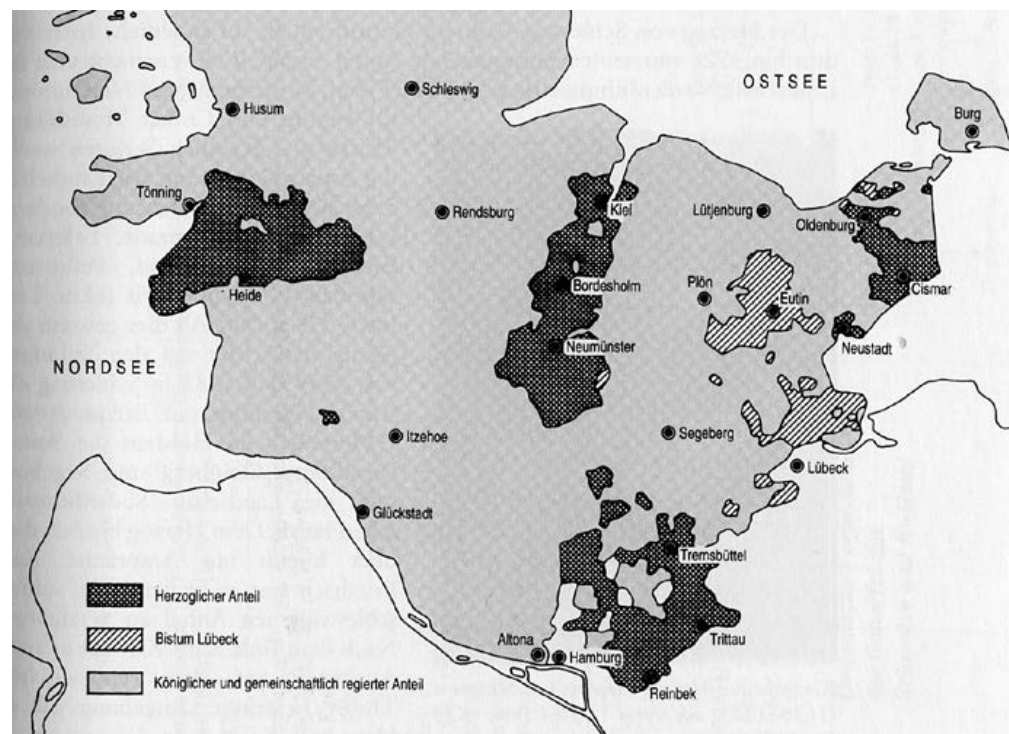 OSTSEE
Schleswig
Husum
Burg
Tönning
Rendsburg
Kiel
Lütjenburg
Oldenburg
Bordesholm
Plön
Eutin
Cismar
Heide
Neumünster
Neustadt
NORDSEE
Itzehoe
Segeberg
Lübeck
Glückstadt
Tremsbüttel
Herzoglicher Anteil
Bistum Lübeck
Trittau
Altona
Hamburg
Königlicher und gemeinschaftlich regierter Anteil
Reinbek